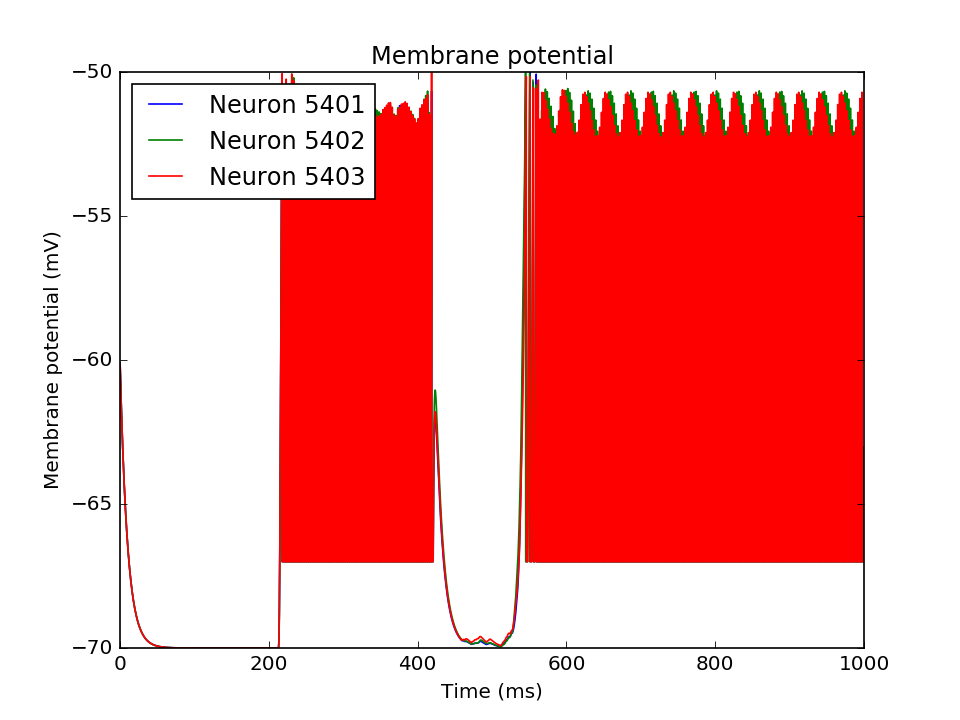 Membrane potential
−50
−55
−60
−65
−70
Membrane potential (mV)
Neuron 5401
Neuron 5402
Neuron 5403
0
200
400
600
800
1000
Time (ms)